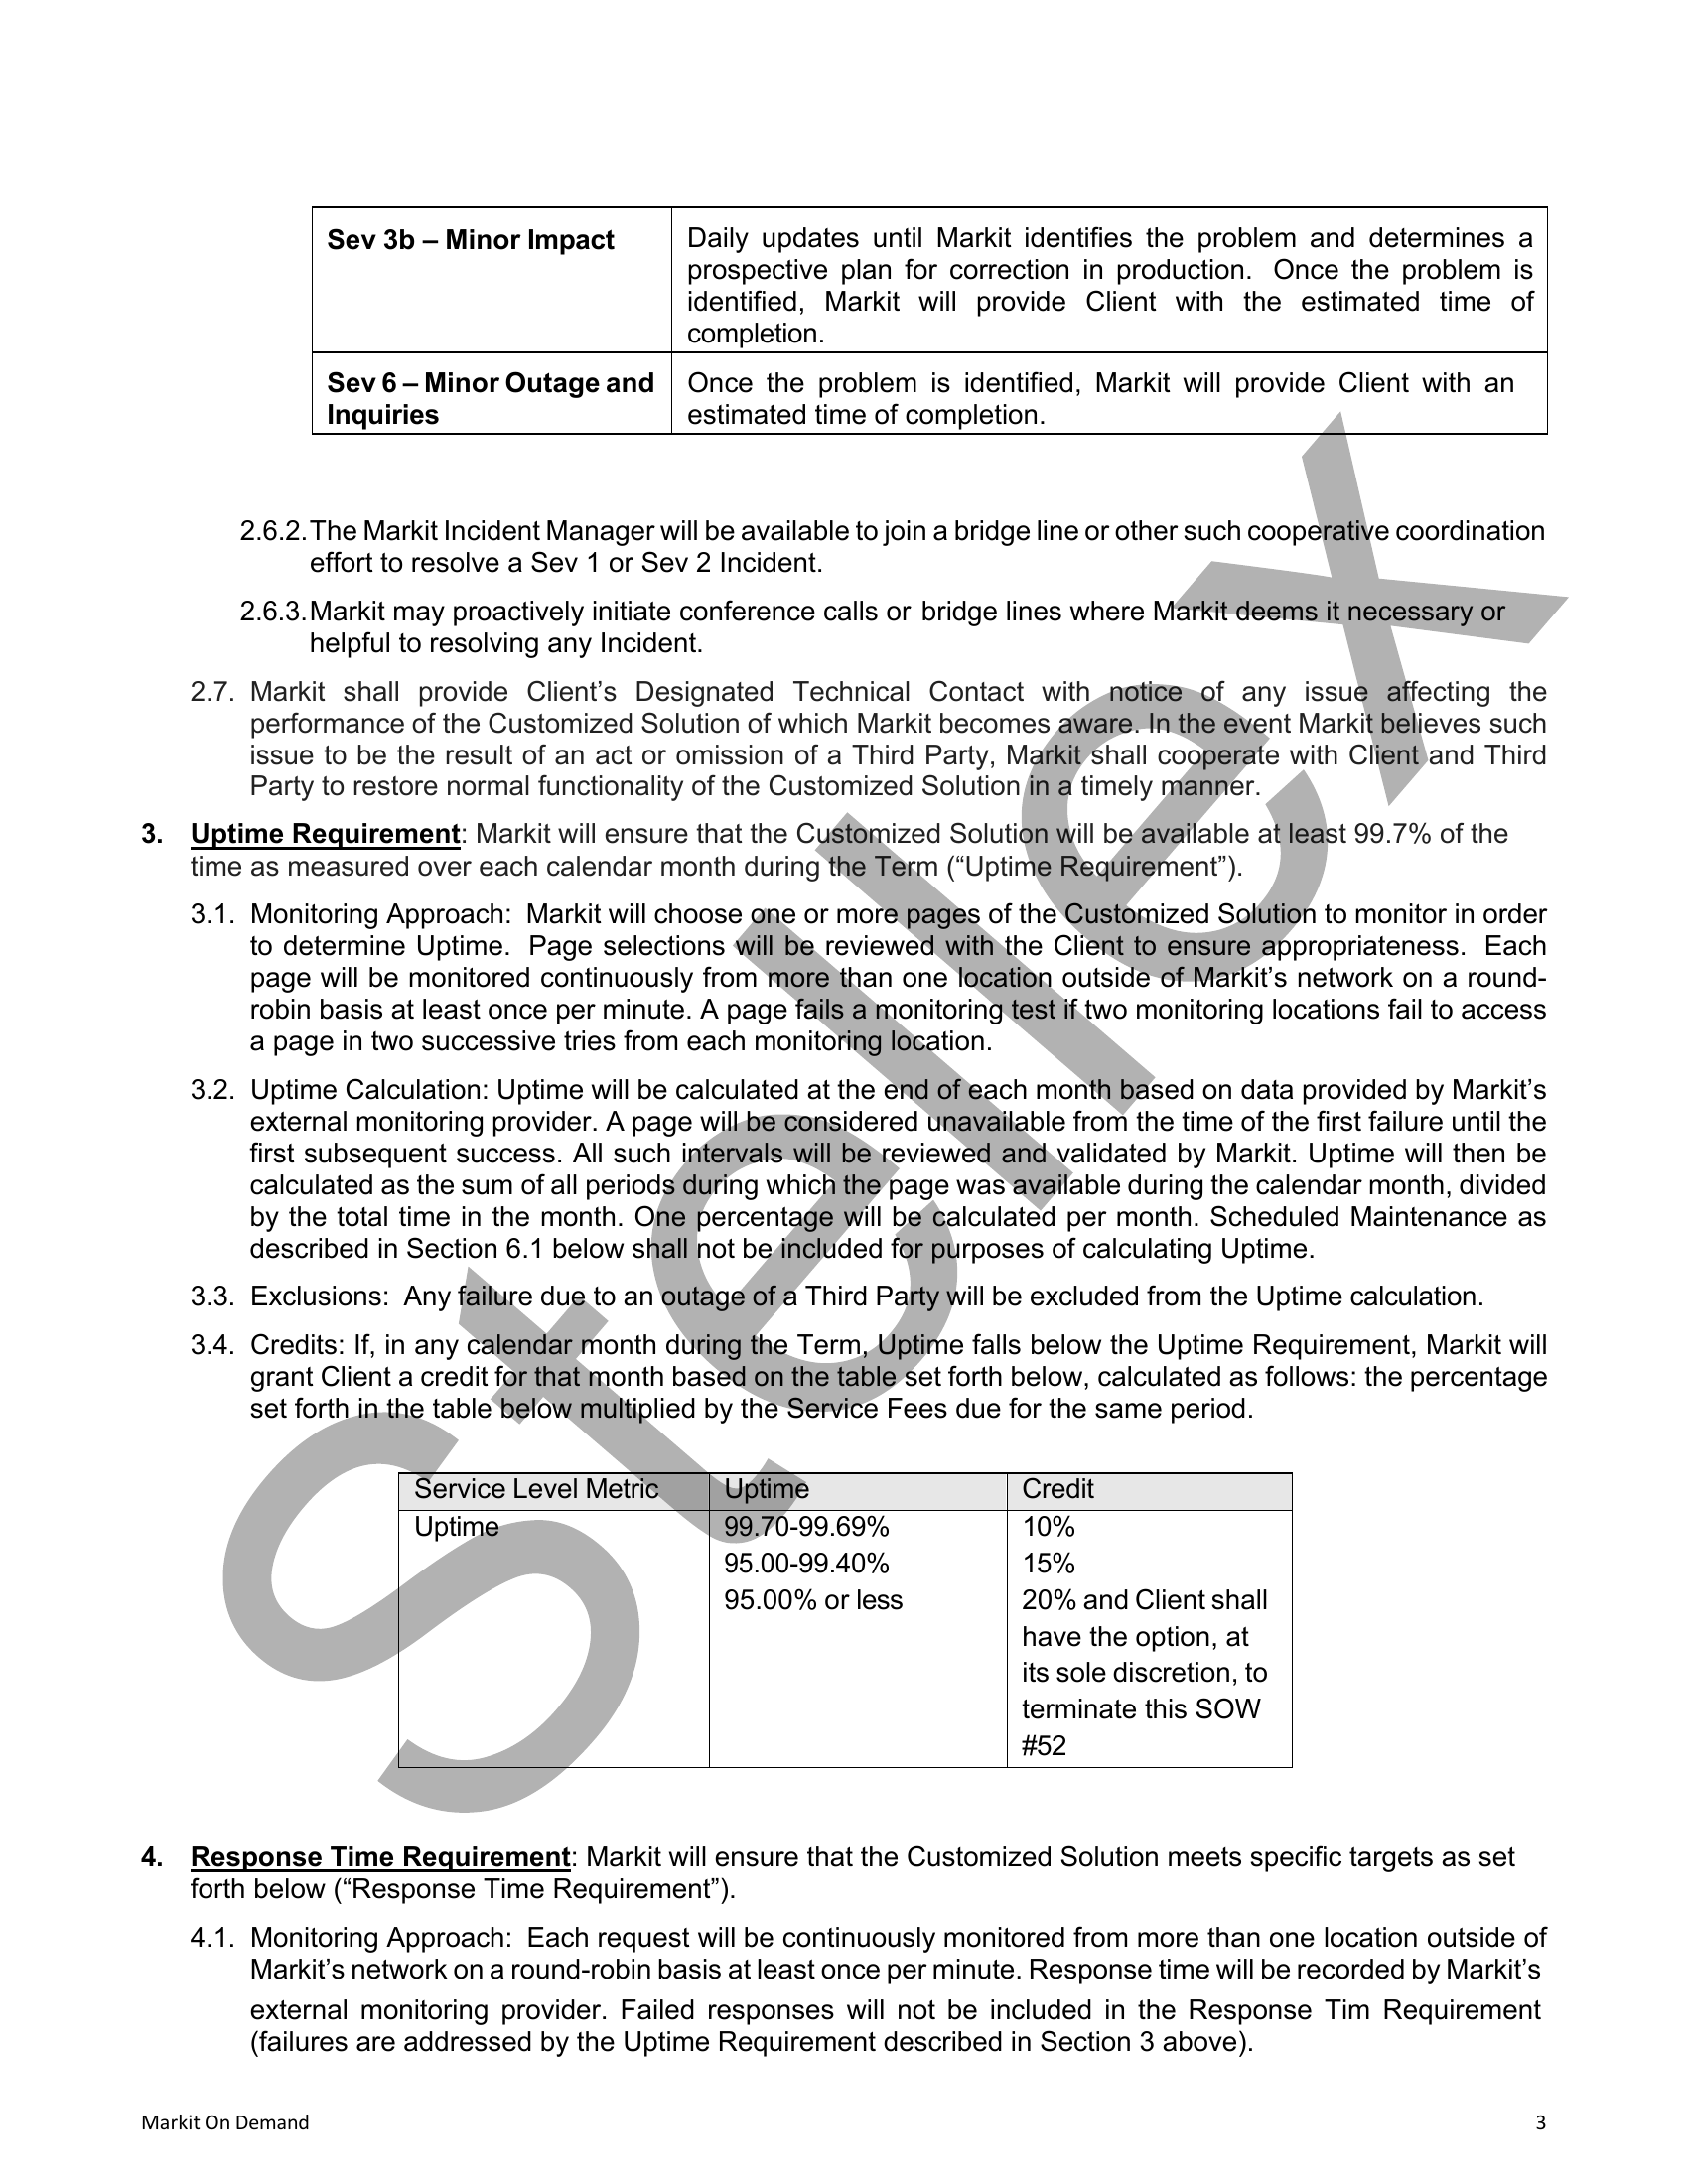 Sev 3b – Minor Impact
Daily updates until Markit identifies the problem and determines a
prospective plan for correction in production.  Once the problem is
identified, Markit will provide Client with the estimated time of
completion.
Sev 6 – Minor Outage and
Inquiries
Once the problem is identified, Markit will provide Client with an
estimated time of completion.
2.6.2. The Markit Incident Manager will be available to join a bridge line or other such cooperative coordination
effort to resolve a Sev 1 or Sev 2 Incident.
2.6.3. Markit may proactively initiate conference calls or bridge lines where Markit deems it necessary or
helpful to resolving any Incident.
2.7. Markit shall provide Client’s Designated Technical Contact with notice of any issue affecting the
performance of the Customized Solution of which Markit becomes aware. In the event Markit believes such
issue to be the result of an act or omission of a Third Party, Markit shall cooperate with Client and Third
Party to restore normal functionality of the Customized Solution in a timely manner.
3. Uptime Requirement: Markit will ensure that the Customized Solution will be available at least 99.7% of the
time as measured over each calendar month during the Term (“Uptime Requirement”).
3.1. Monitoring Approach:  Markit will choose one or more pages of the Customized Solution to monitor in order
to determine Uptime.  Page selections will be reviewed with the Client to ensure appropriateness.  Each
page will be monitored continuously from more than one location outside of Markit’s network on a round-
robin basis at least once per minute. A page fails a monitoring test if two monitoring locations fail to access
a page in two successive tries from each monitoring location.
3.2. Uptime Calculation: Uptime will be calculated at the end of each month based on data provided by Markit’s
external monitoring provider. A page will be considered unavailable from the time of the first failure until the
first subsequent success. All such intervals will be reviewed and validated by Markit. Uptime will then be
calculated as the sum of all periods during which the page was available during the calendar month, divided
by the total time in the month. One percentage will be calculated per month. Scheduled Maintenance as
described in Section 6.1 below shall not be included for purposes of calculating Uptime.
3.3. Exclusions:  Any failure due to an outage of a Third Party will be excluded from the Uptime calculation.
3.4. Credits: If, in any calendar month during the Term, Uptime falls below the Uptime Requirement, Markit will
grant Client a credit for that month based on the table set forth below, calculated as follows: the percentage
set forth in the table below multiplied by the Service Fees due for the same period.
Service Level Metric Uptime Credit
Uptime 99.70-99.69% 10%
95.00-99.40% 15%
95.00% or less 20% and Client shall
have the option, at
its sole discretion, to
terminate this SOW
#52
4. Response Time Requirement: Markit will ensure that the Customized Solution meets specific targets as set
forth below (“Response Time Requirement”).
4.1. Monitoring Approach:  Each request will be continuously monitored from more than one location outside of
Markit’s network on a round-robin basis at least once per minute. Response time will be recorded by Markit’s
external monitoring provider. Failed responses will not be included in the Response Tim Requirement
(failures are addressed by the Uptime Requirement described in Section 3 above).
Markit On Demand 3
Stellex